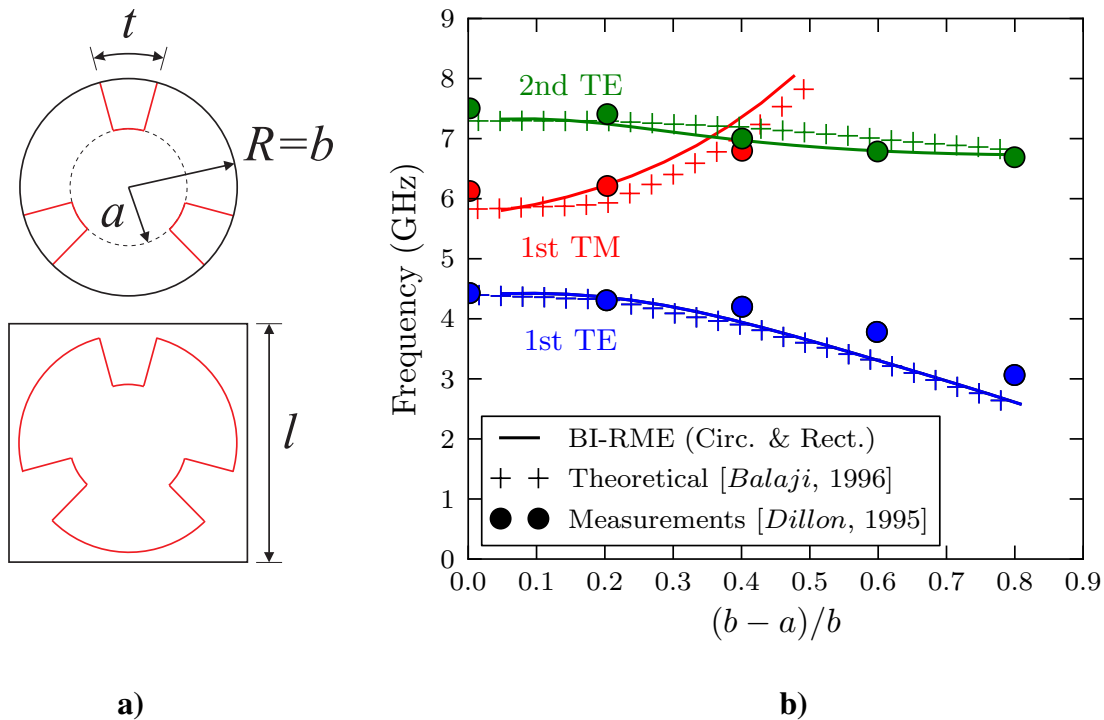 t
R=b
a
l
a)
Frequency (GHz)
9
8
7
6
5
4
3
2
1
0
2nd TE
1st TM
1st TE
BI-RME (Circ. & Rect.)
Theoretical [Balaji, 1996]
Measurements [Dillon, 1995]
0.0 0.1 0.2 0.3 0.4 0.5 0.6 0.7 0.8 0.9
(b − a)/b
b)